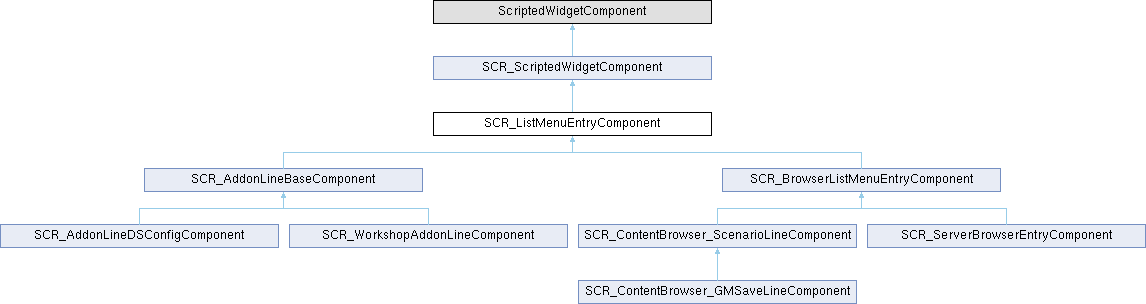 ScriptedWidgetComponent
SCR_ScriptedWidgetComponent
SCR_ListMenuEntryComponent
SCR_AddonLineBaseComponent
SCR_BrowserListMenuEntryComponent
SCR_AddonLineDSConfigComponent
SCR_WorkshopAddonLineComponent
SCR_ContentBrowser_ScenarioLineComponent
SCR_ServerBrowserEntryComponent
SCR_ContentBrowser_GMSaveLineComponent